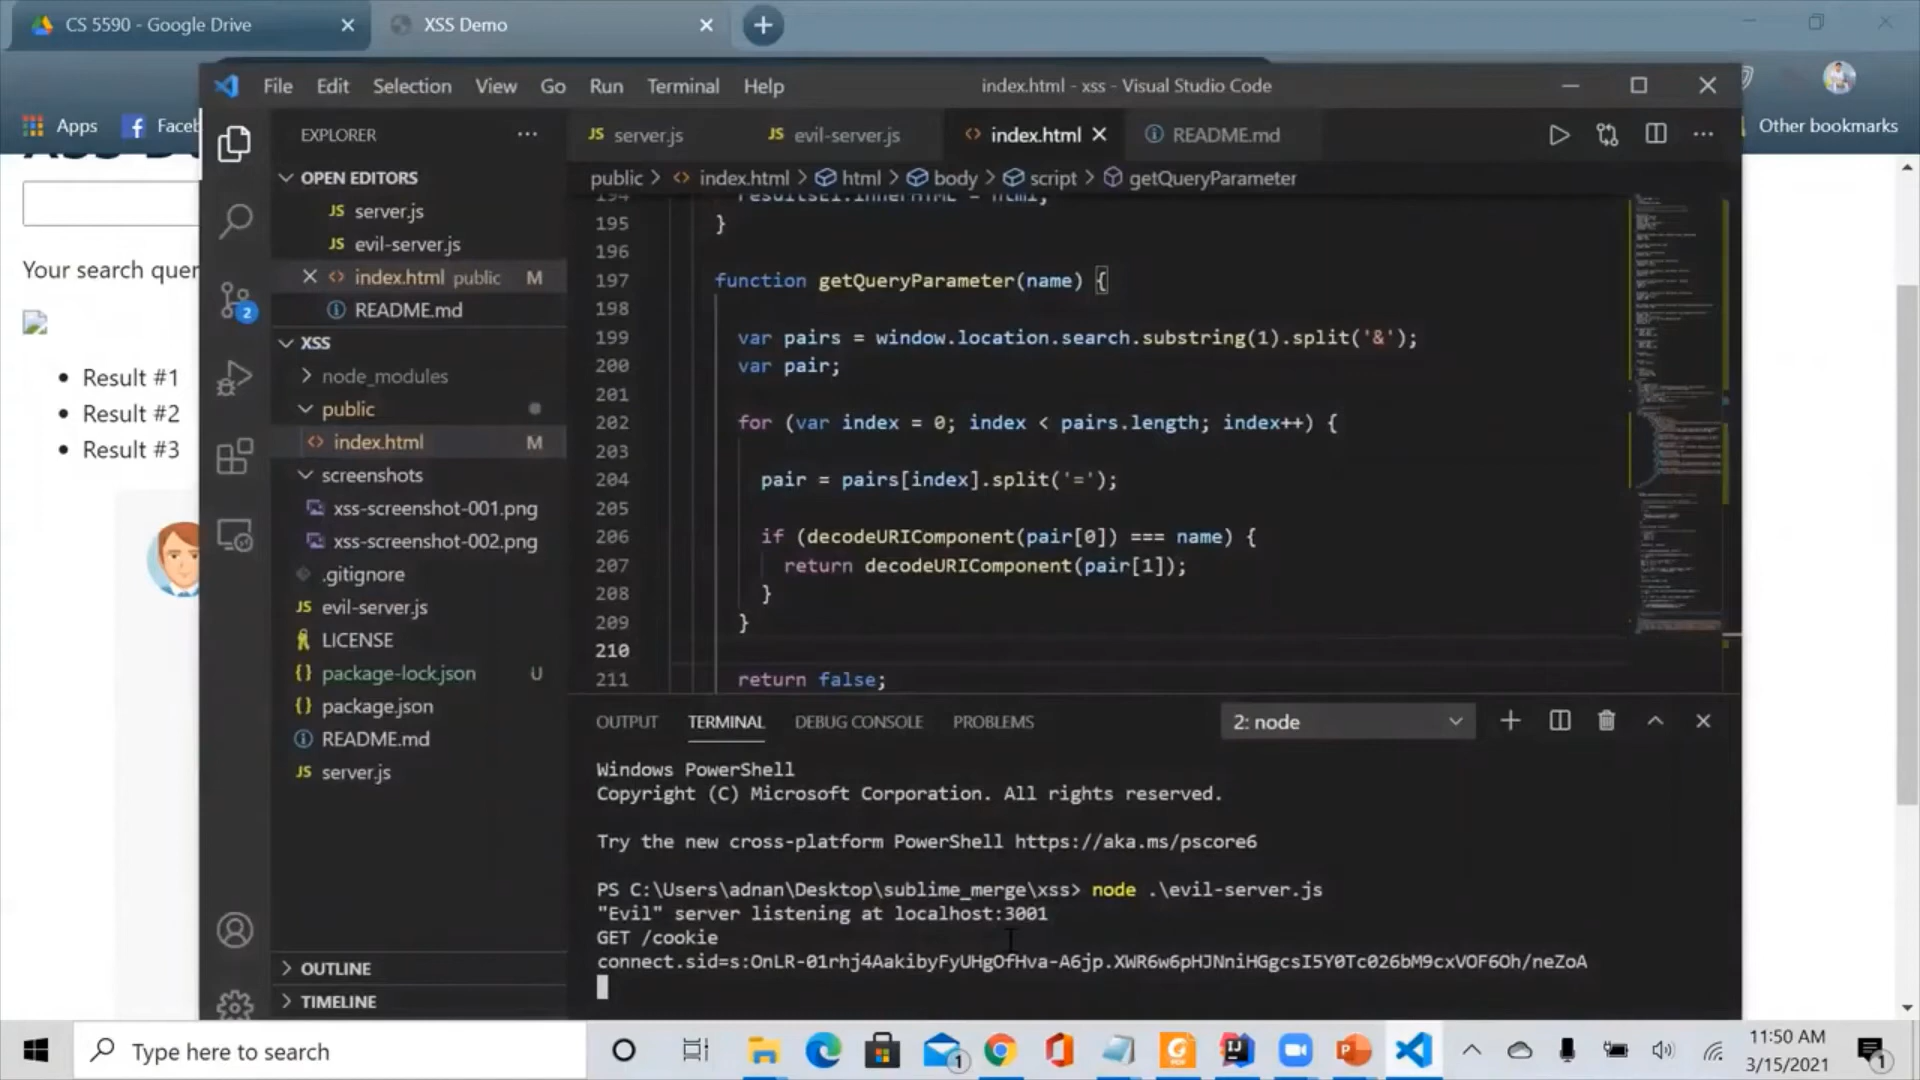 CS 5590 - Google Drive
XSS Demo
File Edit Selection View Go Run Terminal Help
index.html - xss - Visual Studio Code
Apps
Other bookmarks
EXPLORER
server.js
evil-server.js
index.html
README.md
OPEN EDITORS
public > index.html > html > body > script > getQueryParameter
server.js
evil-server.js
index.html public M
README.md
XSS
node_modules
public
index.html M
screenshots
xss-screenshot-001.png
xss-screenshot-002.png
.gitignore
evil-server.js
LICENSE
package-lock.json U
package.json
README.md
server.js
OUTLINE
TIMELINE
2
Your search quer
Result #1
Result #2
Result #3
195 }
196
197 function getQueryParameter(name) {
198
199 var pairs = window.location.search.substring(1).split('&');
200 var pair;
201
202 for (var index = 0; index < pairs.length; index++) {
203
204 pair = pairs[index].split('=');
205
206 if (decodeURIComponent(pair[0]) === name) {
207 return decodeURIComponent(pair[1]);
208 }
209 }
210
211 return false;
OUTPUT TERMINAL DEBUG CONSOLE PROBLEMS
2: node
Windows PowerShell
Copyright (C) Microsoft Corporation. All rights reserved.
Try the new cross-platform PowerShell https://aka.ms/pscore6
PS C:\Users\adnan\Desktop\sublime_merge\xss> node .\evil-server.js
"Evil" server listening at localhost:3001
GET /cookie
connect.sid=s:OnLR-01rhj4AakibyFyUHgOfHva-A6jp.XWR6w6pHJNniHGgcsI5Y0Tc026bM9cxVOF6Oh/neZoA
Type here to search
1
11:50 AM
3/15/2021
1